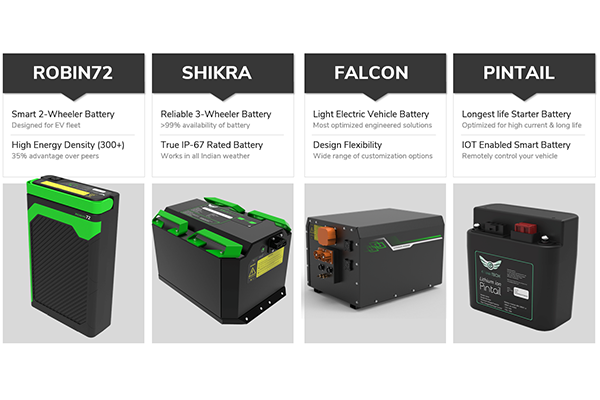 ROBIN72
Smart 2-Wheeler Battery
Designed for EV fleet
High Energy Density (300+)
35% advantage over peers
SHIKRA
Reliable 3-Wheeler Battery
>99% availability of battery
True IP-67 Rated Battery
Works in all Indian weather
FALCON
Light Electric Vehicle Battery
Most optimized engineered solutions
Design Flexibility
Wide range of customization options
PINTAIL
Longest life Starter Battery
Optimized for high current & long life
IOT Enabled Smart Battery
Remotely control your vehicle
72
Lithium ion
Pintail